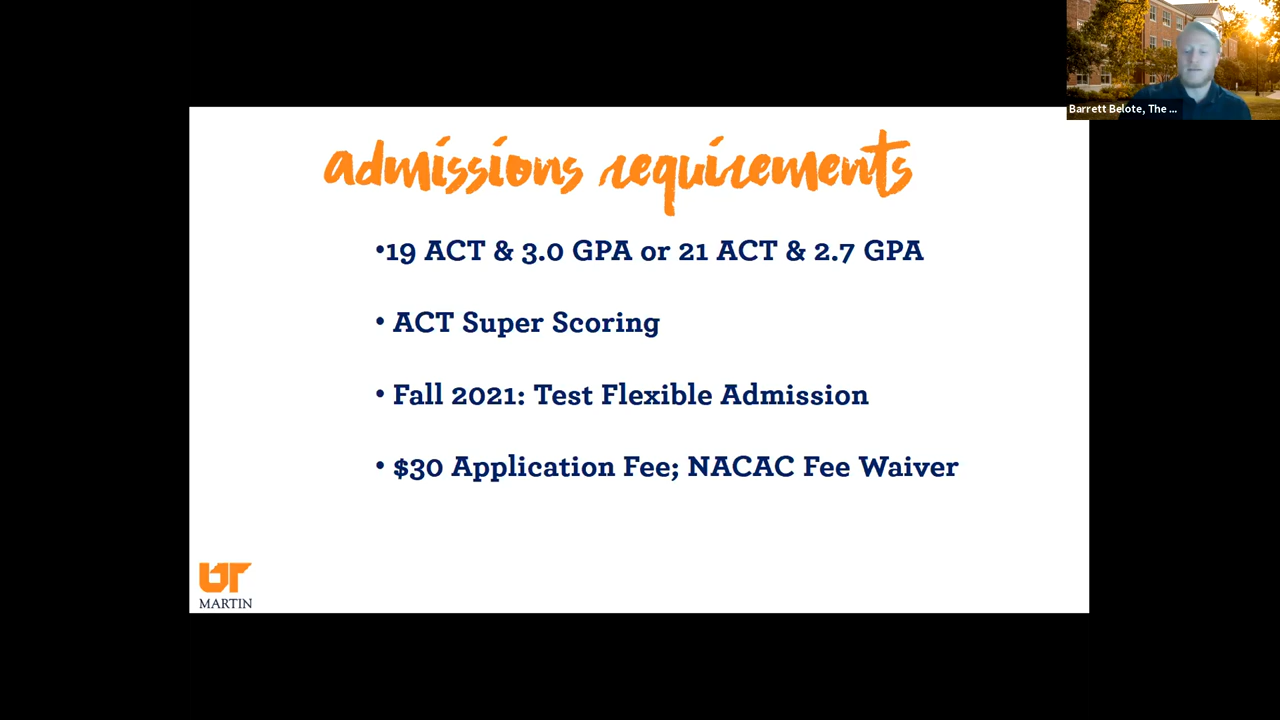 Barrett Belote, The ...
admissions requirements
•19 ACT & 3.0 GPA or 21 ACT & 2.7 GPA
• ACT Super Scoring
• Fall 2021: Test Flexible Admission
• $30 Application Fee; NACAC Fee Waiver
UT
MARTIN